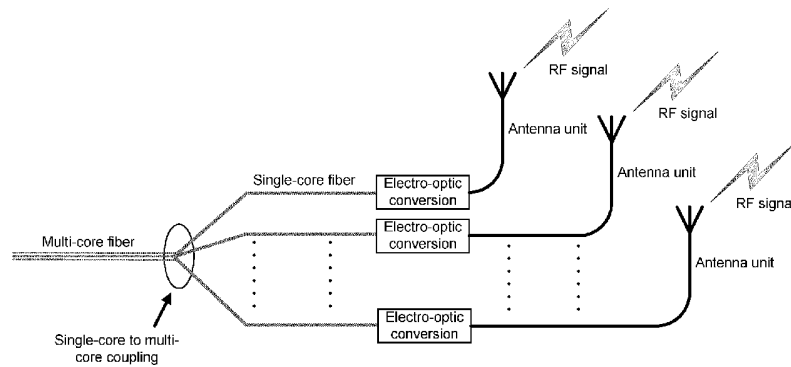 RF signal
RF signal
Antenna unit
Single-core fiber
Electro-optic
conversion
Antenna unit
RF signa
Multi-core fiber
Electro-optic
conversion
Antenna unit
Electro-optic
conversion
Single-core to multi-
core coupling